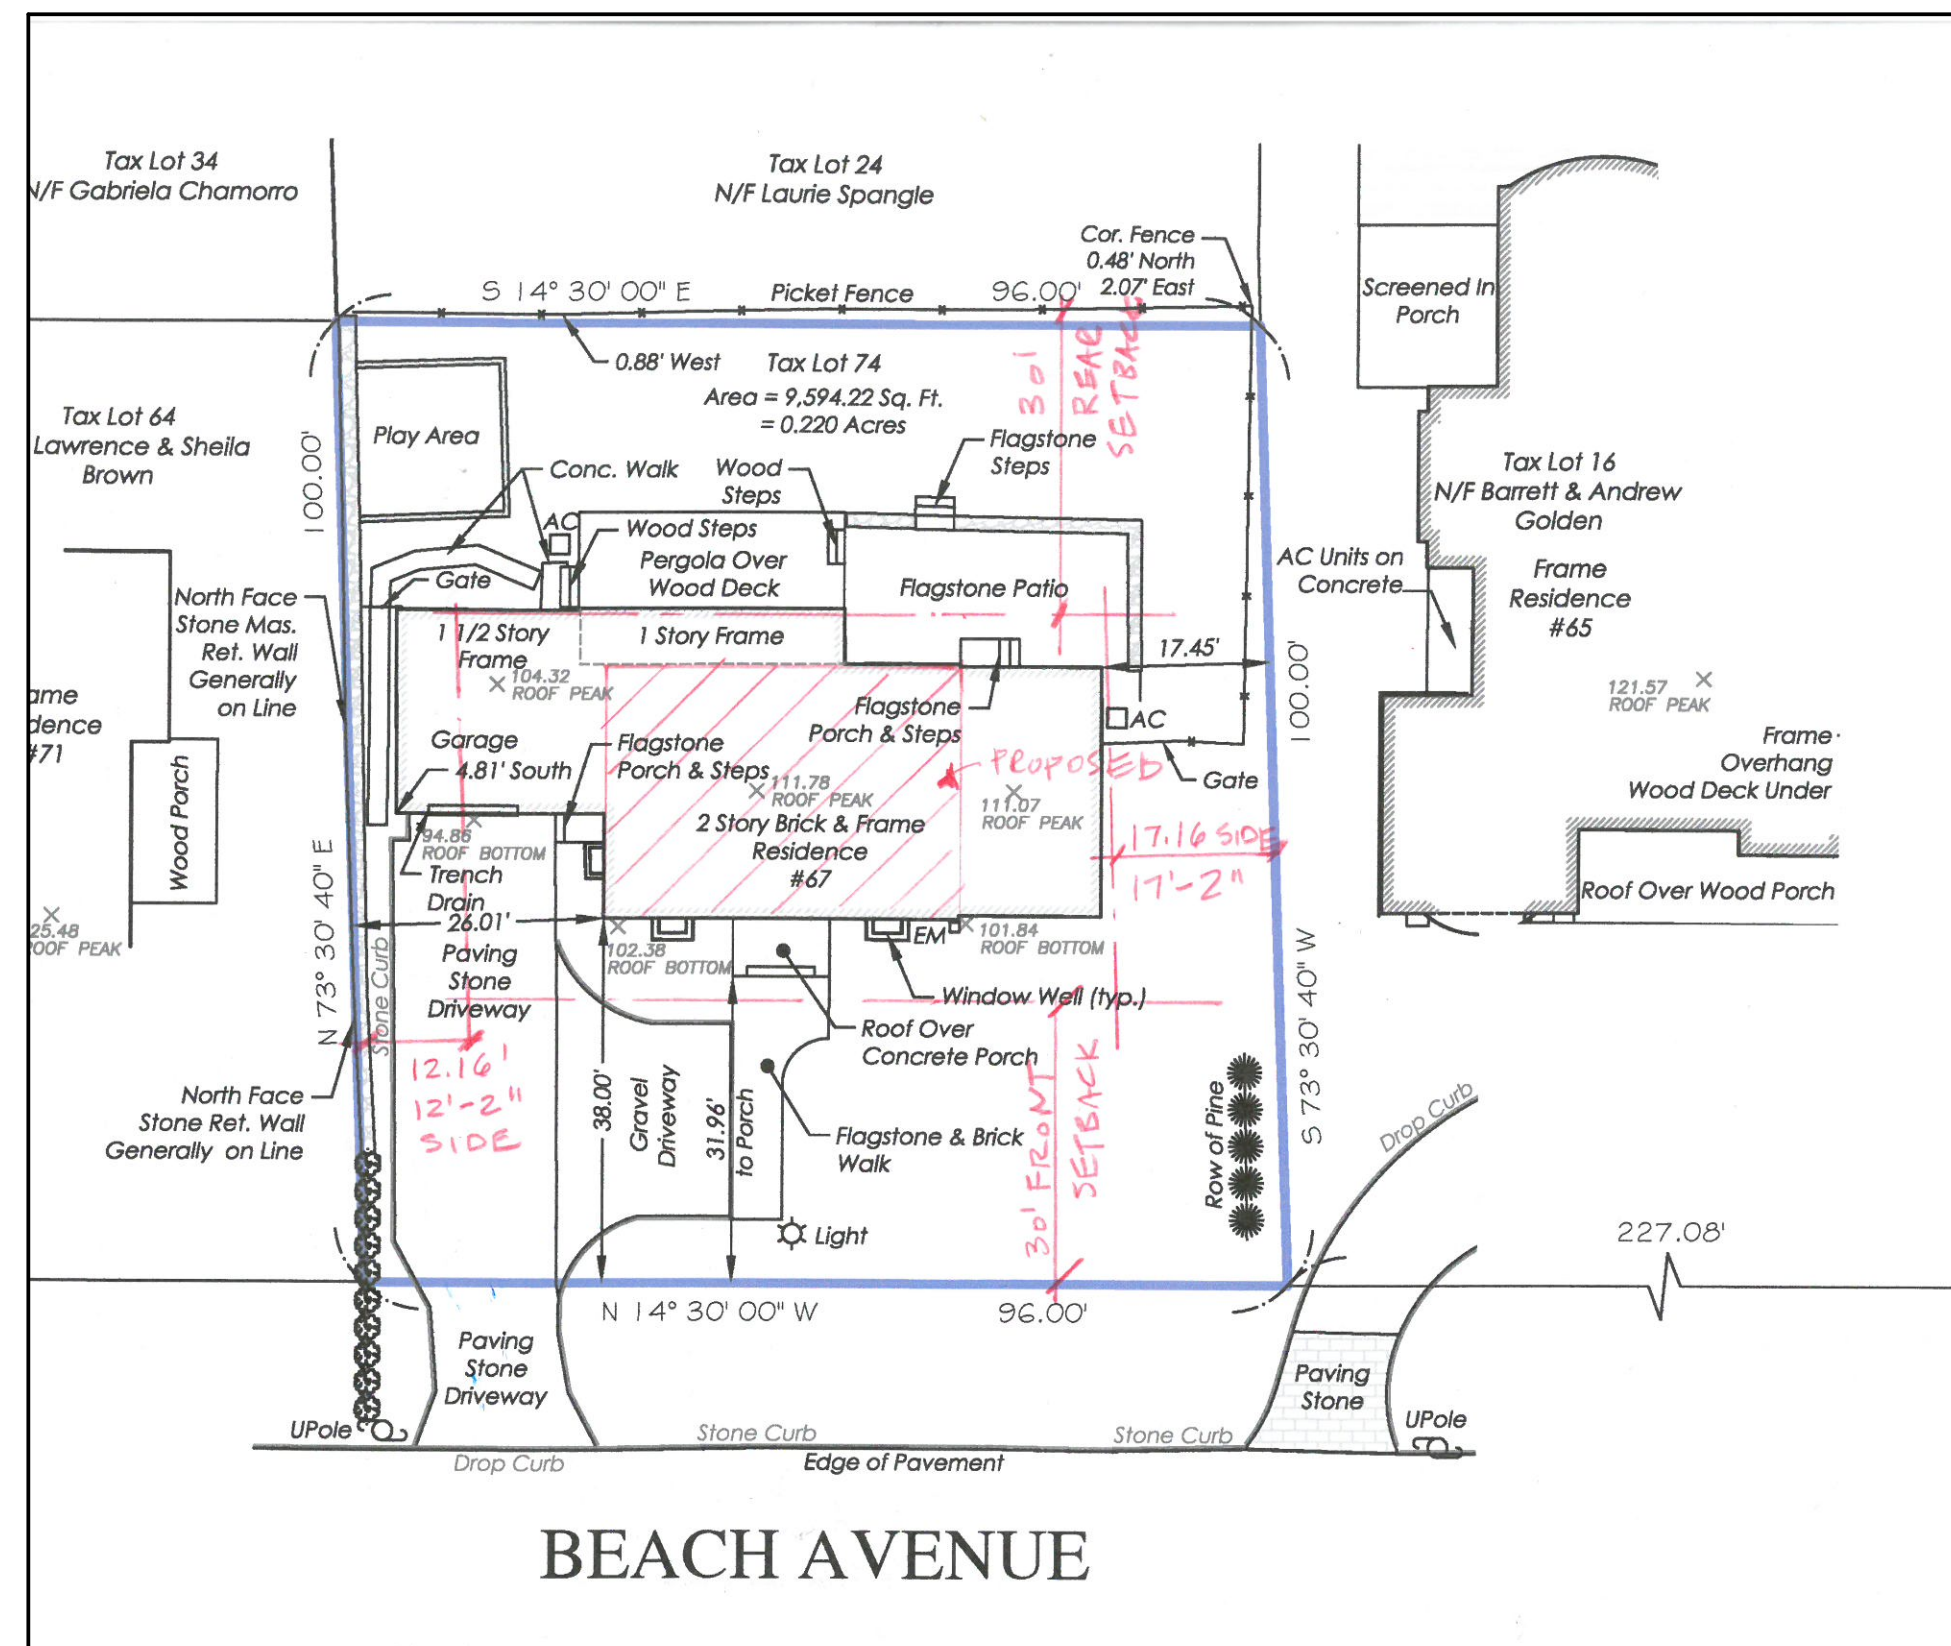 Tax Lot 34
N/F Gabriela Chamorro
Tax Lot 24
N/F Laurie Spangle
Cor. Fence
0.48' North
2.07' East
S 14° 30' 00" E
Picket Fence
96.00'
0.88' West
Tax Lot 74
Area = 9,594.22 Sq. Ft.
= 0.220 Acres
30' REAR
SETBACK
Screened In
Porch
Tax Lot 64
Lawrence & Sheila
Brown
100.00'
Play Area
Conc. Walk
Wood
Steps
Flagstone
Steps
Tax Lot 16
N/F Barrett & Andrew
Golden
AC
Wood Steps
Pergola Over
Wood Deck
Flagstone Patio
Gate
AC Units on
Concrete
Frame
Residence
#65
North Face
Stone Mas.
Ret. Wall
Generally
on Line
1 1/2 Story
Frame
1 Story Frame
17.45'
100.00'
104.32
ROOF PEAK
121.57
ROOF PEAK
ame
dence
#71
Wood Porch
Garage
4.81' South
Flagstone
Porch & Steps
Flagstone
Porch & Steps
AC
PROPOSED
Gate
Frame
Overhang
Wood Deck Under
111.78
ROOF PEAK
111.07
ROOF PEAK
2 Story Brick & Frame
Residence
#67
17.16 SIDE
17'-2"
94.86
ROOF BOTTOM
Trench
Drain
26.01'
Roof Over Wood Porch
25.48
ROOF PEAK
N 73° 30' 40" E
Stone Curb
Paving
Stone
Driveway
102.38
ROOF BOTTOM
EM
101.84
ROOF BOTTOM
Window Well (typ.)
S 73° 30' 40" W
Roof Over
Concrete Porch
12.16'
12'-2"
SIDE
38.00'
Gravel
Driveway
31.96'
to Porch
30' FRONT
SETBACK
Row of Pine
Drop Curb
North Face
Stone Ret. Wall
Generally on Line
Flagstone & Brick
Walk
Light
227.08'
N 14° 30' 00" W
96.00'
Paving
Stone
Driveway
Paving
Stone
UPole
Stone Curb
Stone Curb
UPole
Drop Curb
Edge of Pavement
BEACH AVENUE